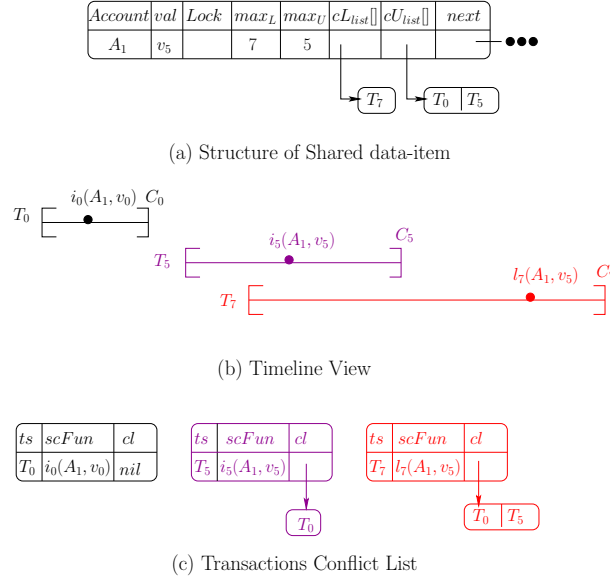 Account val Lock max_L max_U cL_list[] cU_list[] next
A_1 v_5 7 5
T_7 T_0 T_5
(a) Structure of Shared data-item
T_0 i_0(A_1, v_0) C_0
T_5 i_5(A_1, v_5) C_5
T_7 l_7(A_1, v_5)
(b) Timeline View
ts scFun cl ts scFun cl ts scFun cl
T_0 i_0(A_1, v_0) nil T_5 i_5(A_1, v_5) T_7 l_7(A_1, v_5)
T_0 T_0 T_5
(c) Transactions Conflict List